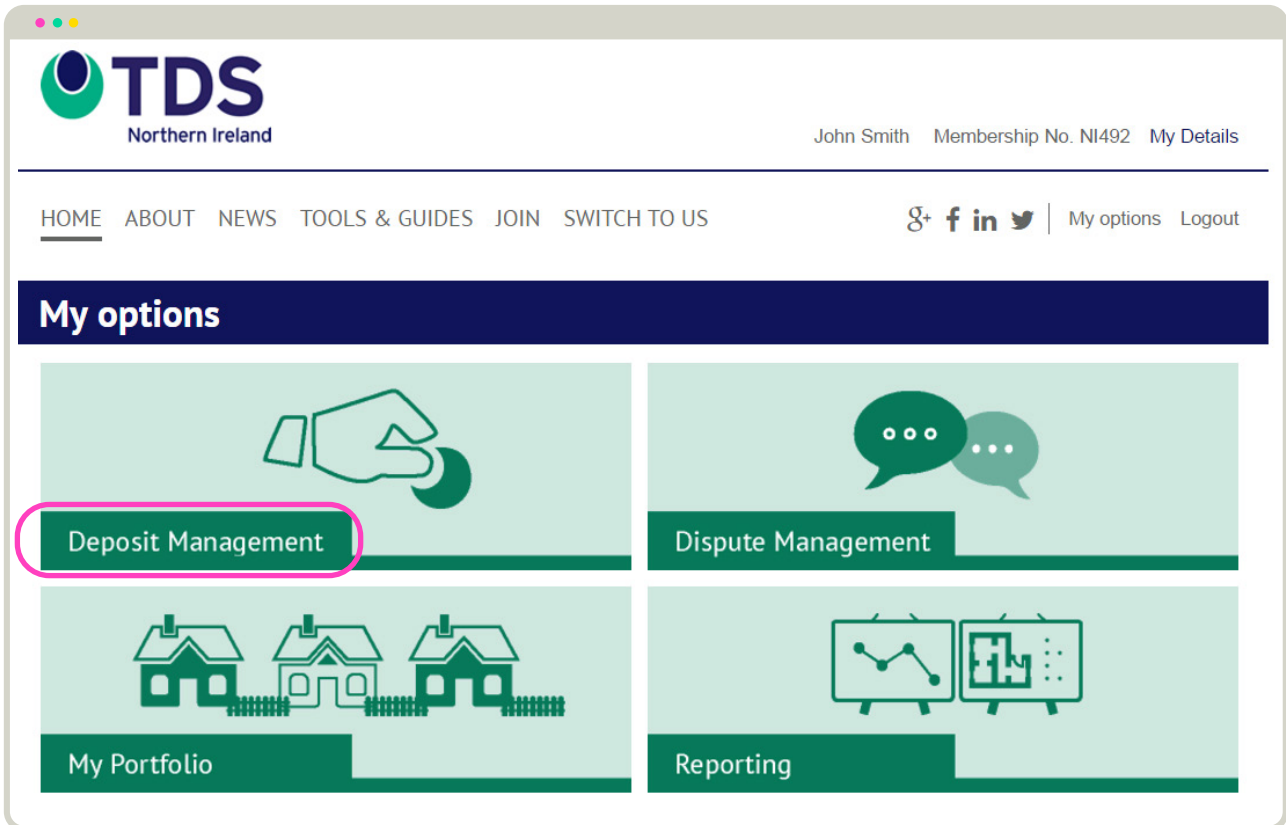 TDS
Northern Ireland
John Smith Membership No. NI492 My Details
HOME ABOUT NEWS TOOLS & GUIDES JOIN SWITCH TO US g+ f in My options Logout
My options
Deposit Management
Dispute Management
My Portfolio
Reporting